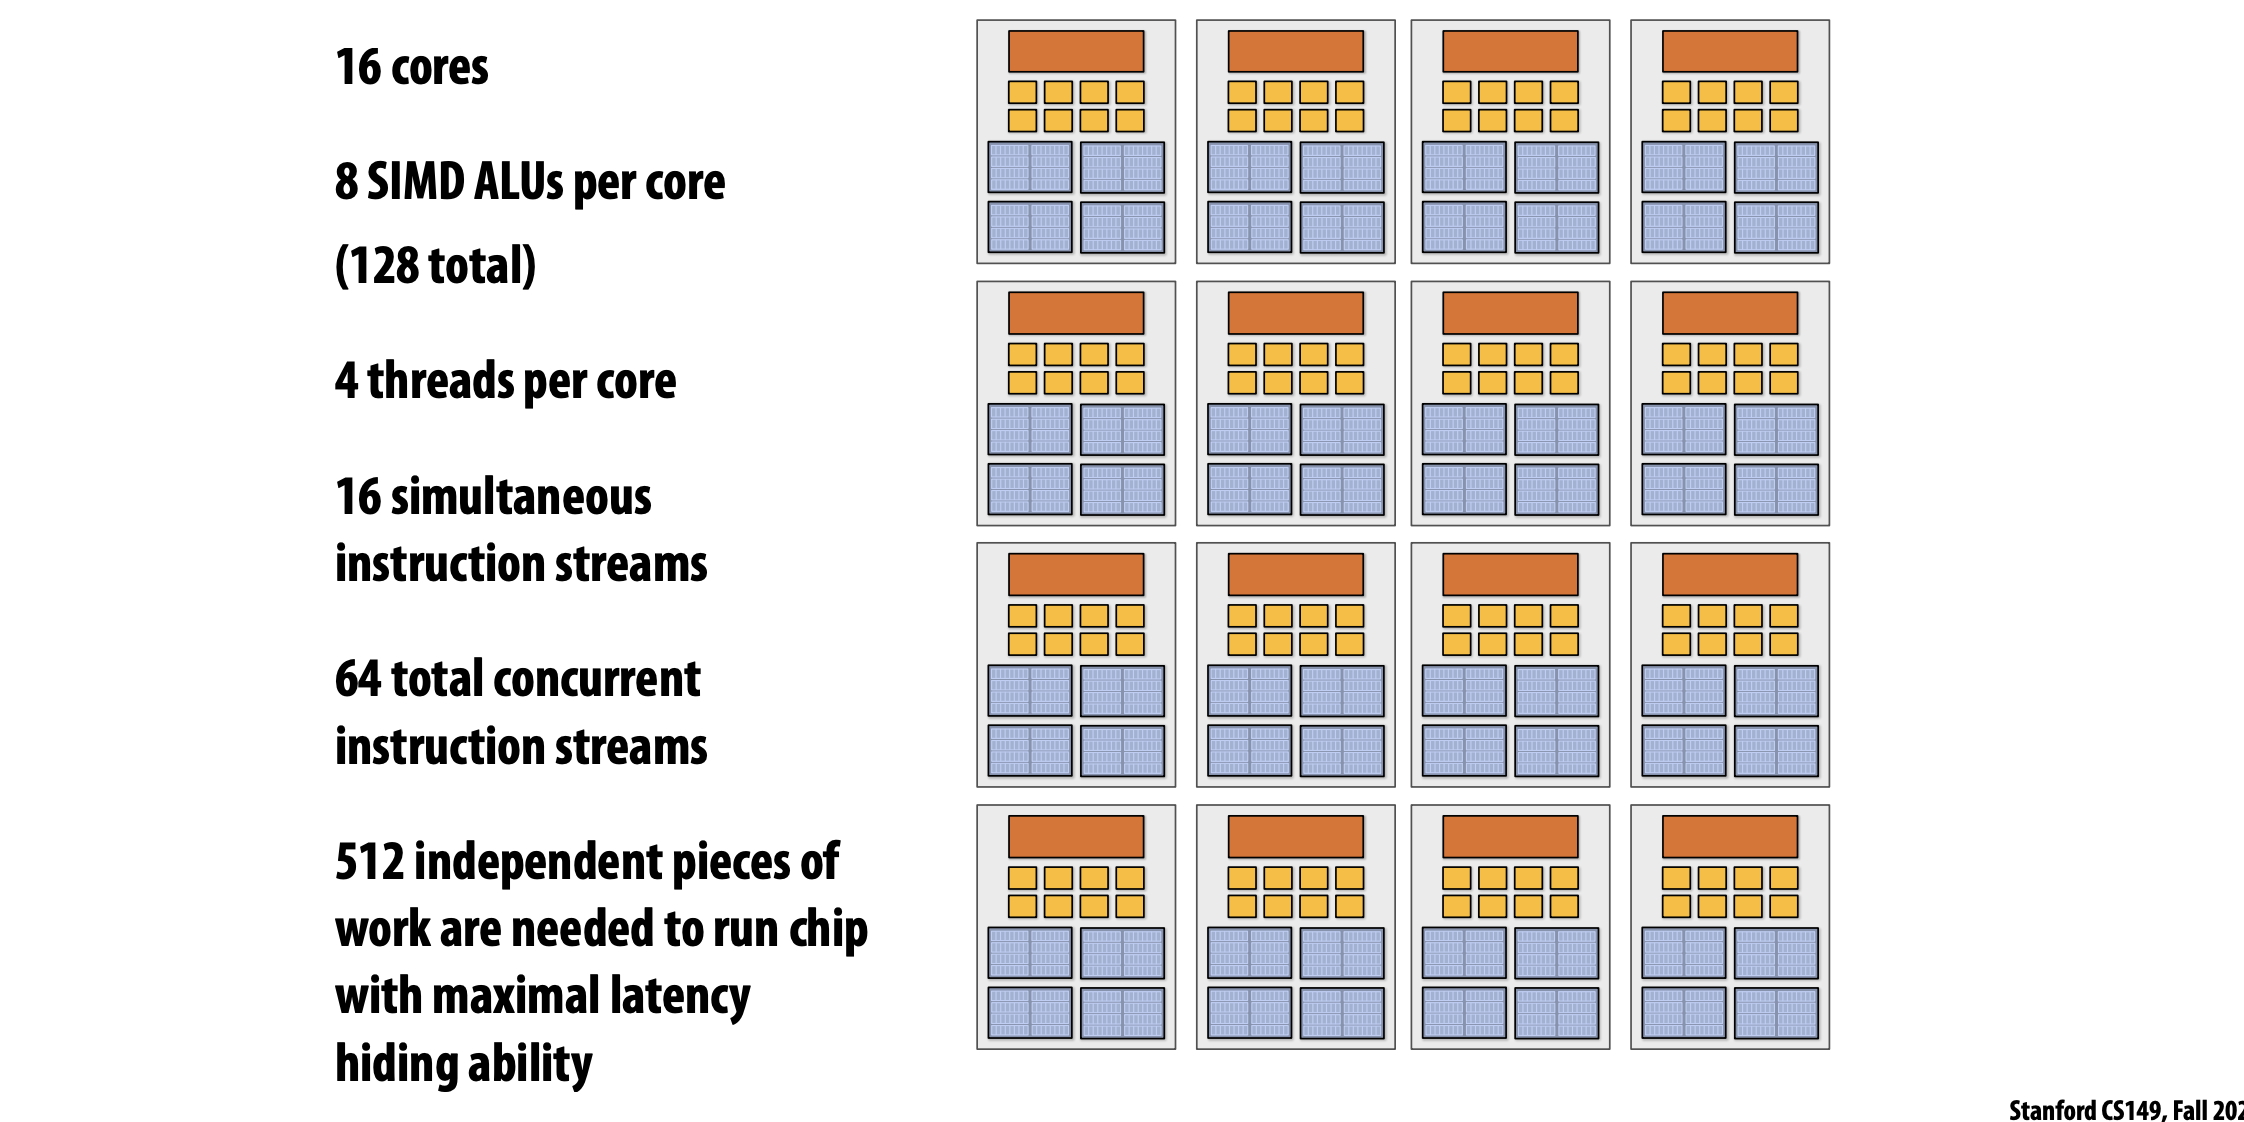 16 cores
8 SIMD ALUs per core
(128 total)
4 threads per core
16 simultaneous
instruction streams
64 total concurrent
instruction streams
512 independent pieces of
work are needed to run chip
with maximal latency
hiding ability
Stanford CS149, Fall 202